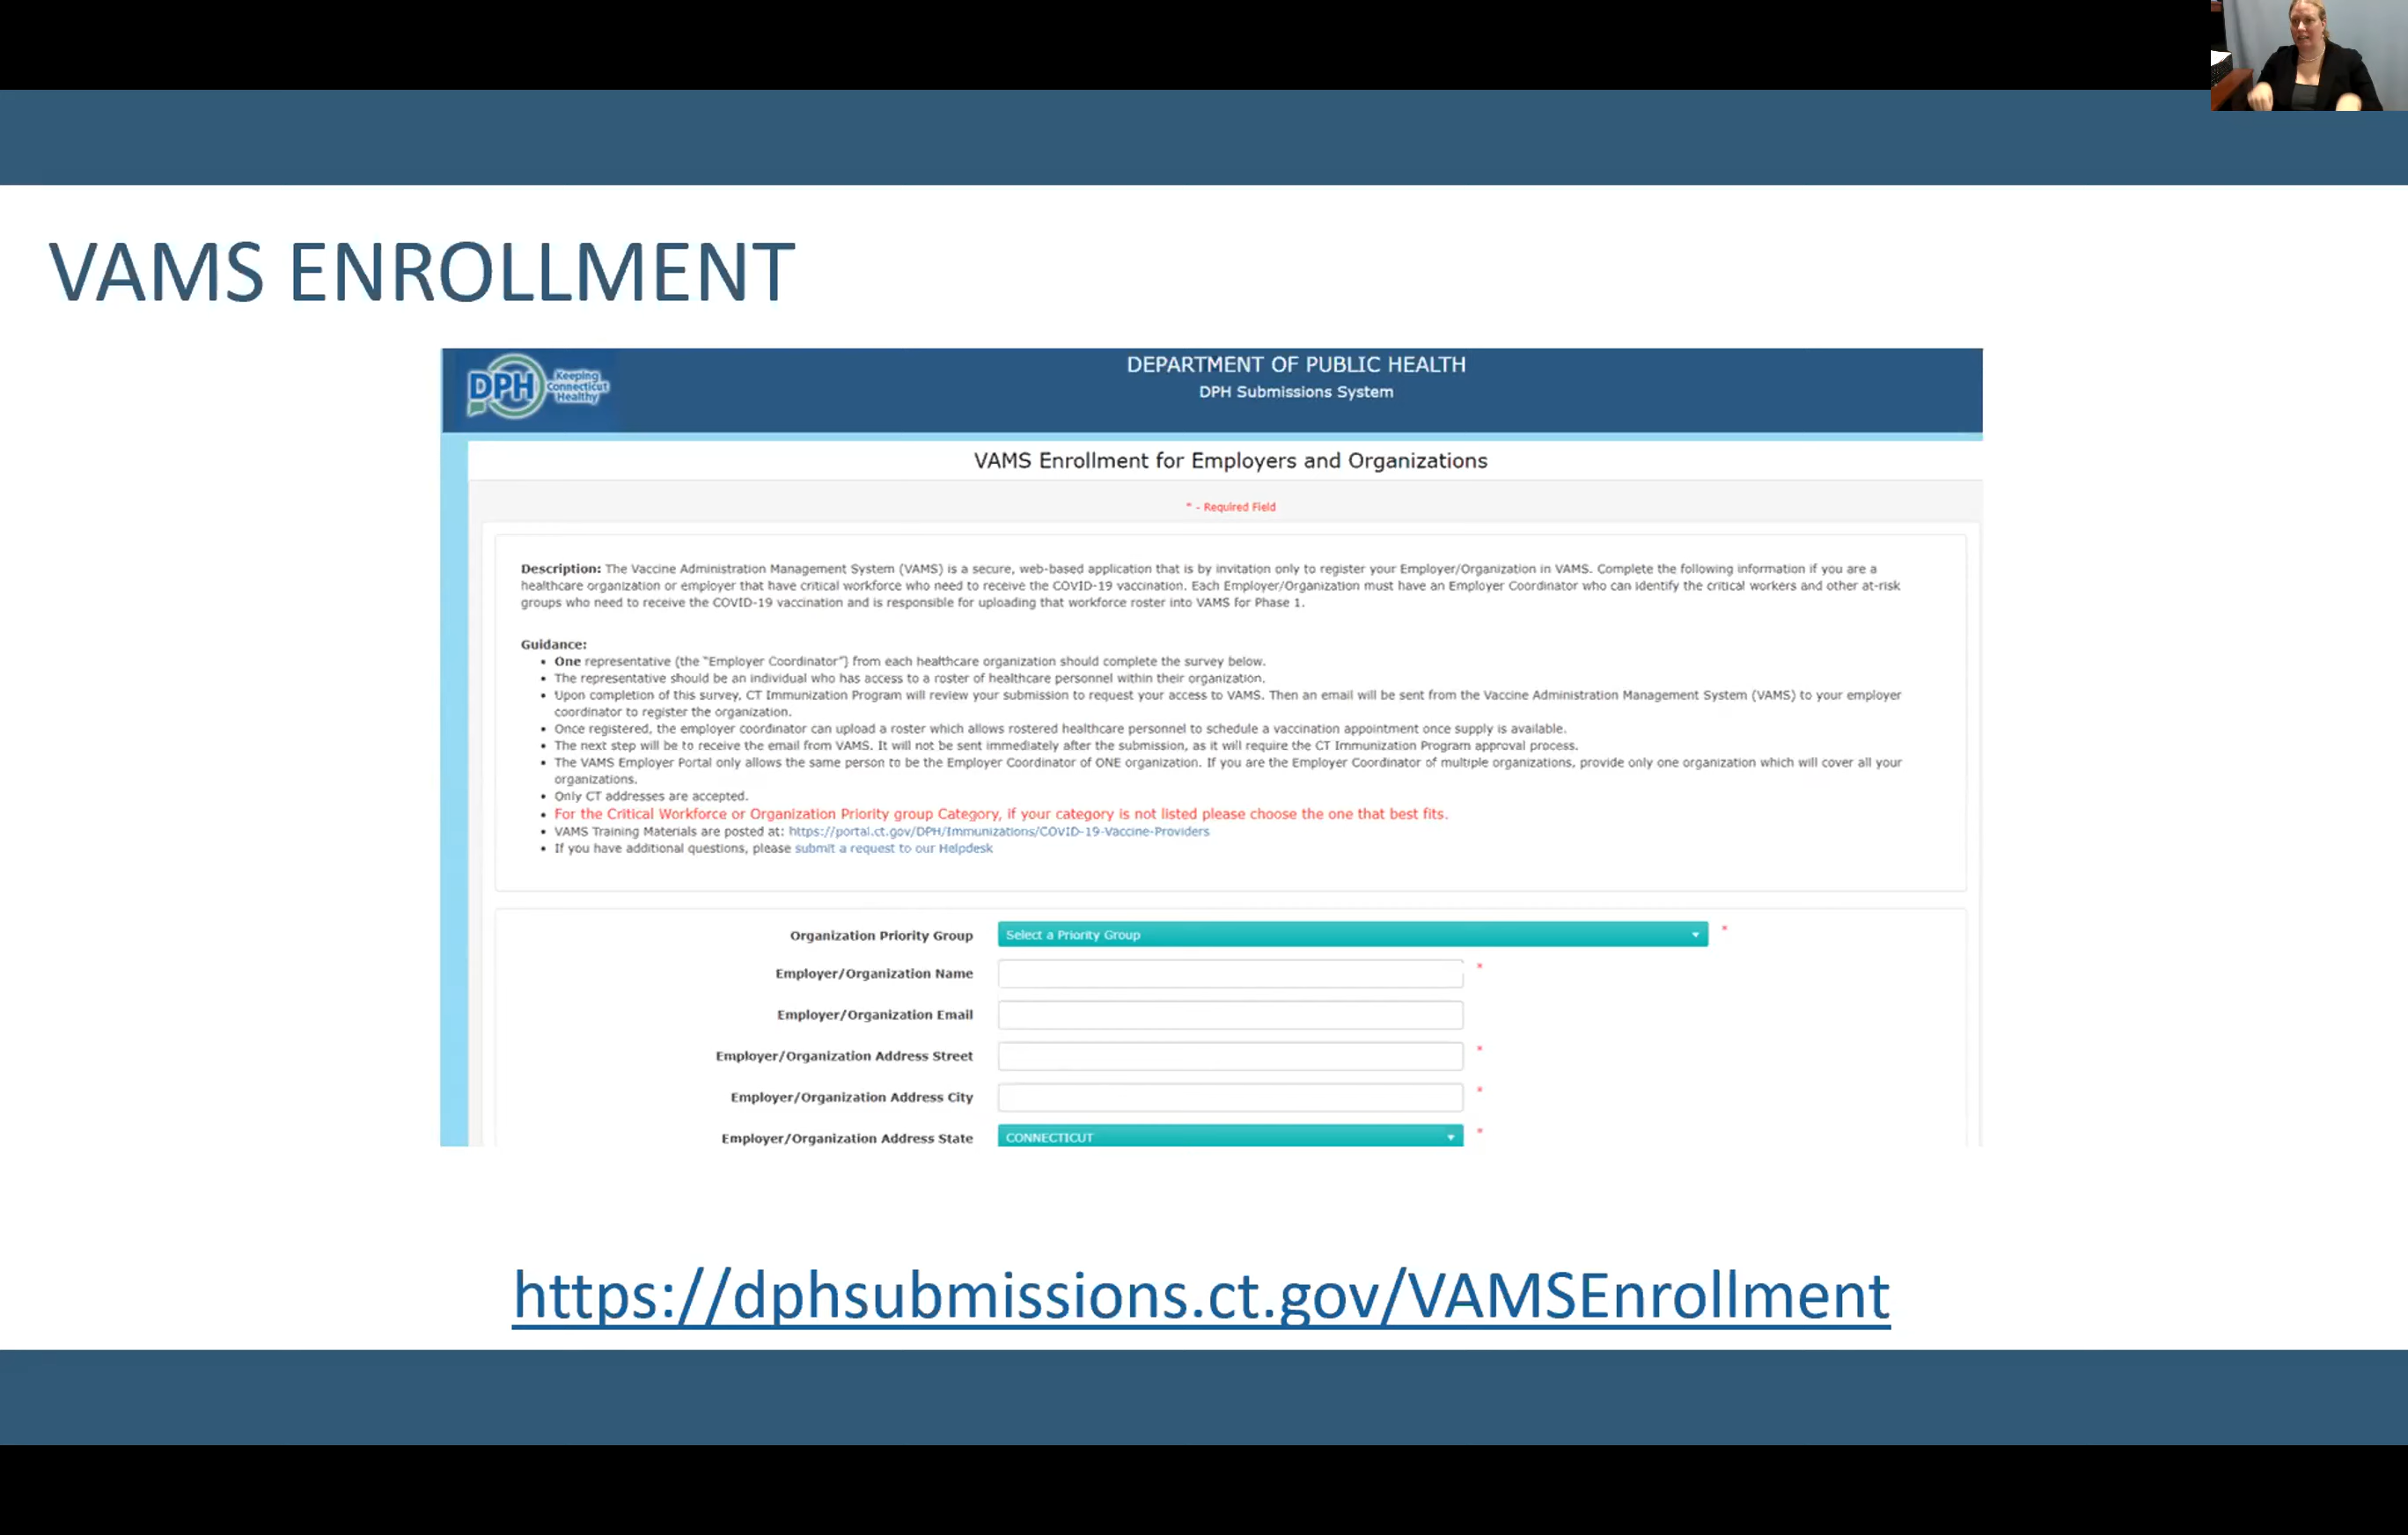 VAMS ENROLLMENT
DPH
Keeping
Connecticut
Healthy
DEPARTMENT OF PUBLIC HEALTH
DPH Submissions System
VAMS Enrollment for Employers and Organizations
* - Required Field
Description: The Vaccine Administration Management System (VAMS) is a secure, web-based application that is by invitation only to register your Employer/Organization in VAMS. Complete the following information if you are a
healthcare organization or employer that have critical workforce who need to receive the COVID-19 vaccination. Each Employer/Organization must have an Employer Coordinator who can identify the critical workers and other at-risk
groups who need to receive the COVID-19 vaccination and is responsible for uploading that workforce roster into VAMS for Phase 1.
Guidance:
• One representative (the "Employer Coordinator") from each healthcare organization should complete the survey below.
• The representative should be an individual who has access to a roster of healthcare personnel within their organization.
• Upon completion of this survey, CT Immunization Program will review your submission to request your access to VAMS. Then an email will be sent from the Vaccine Administration Management System (VAMS) to your employer
coordinator to register the organization.
• Once registered, the employer coordinator can upload a roster which allows rostered healthcare personnel to schedule a vaccination appointment once supply is available.
• The next step will be to receive the email from VAMS. It will not be sent immediately after the submission, as it will require the CT Immunization Program approval process.
• The VAMS Employer Portal only allows the same person to be the Employer Coordinator of ONE organization. If you are the Employer Coordinator of multiple organizations, provide only one organization which will cover all your
organizations.
• Only CT addresses are accepted.
• For the Critical Workforce or Organization Priority group Category, if your category is not listed please choose the one that best fits.
• VAMS Training Materials are posted at: https://portal.ct.gov/DPH/Immunizations/COVID-19-Vaccine-Providers
• If you have additional questions, please submit a request to our Helpdesk
Organization Priority Group Select a Priority Group *
Employer/Organization Name *
Employer/Organization Email
Employer/Organization Address Street *
Employer/Organization Address City *
Employer/Organization Address State CONNECTICUT *
https://dphsubmissions.ct.gov/VAMSEnrollment